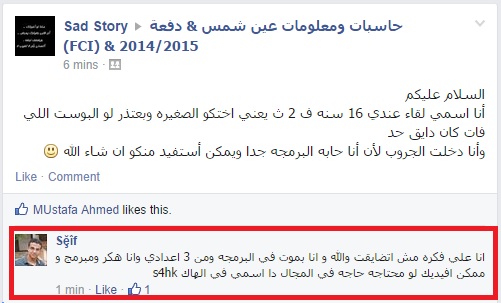 Sad Story ▸ حاسبات ومعلومات عين شمس & دفعة
(FCI) & 2014/2015
6 mins ·
السلام عليكم
أنا اسمي لقاء عندي 16 سنه ف 2 ث يعني اختكو الصغيره وبعتذر لو البوست اللي
فات كان دايق حد
وأنا دخلت الجروب لأن أنا حابه البرمجه جدا ويمكن أستفيد منكو ان شاء الله
Like · Comment
MUstafa Ahmed likes this.
Sĕïf
انا علي فكره مش اتضايقت والله و انا بموت في البرمجه ومن 3 اعدادي وانا هكر ومبرمج و
ممكن افيديك لو محتاجه حاجه في المجال دا اسمي في الهاك s4hk
1 min · Like · 1